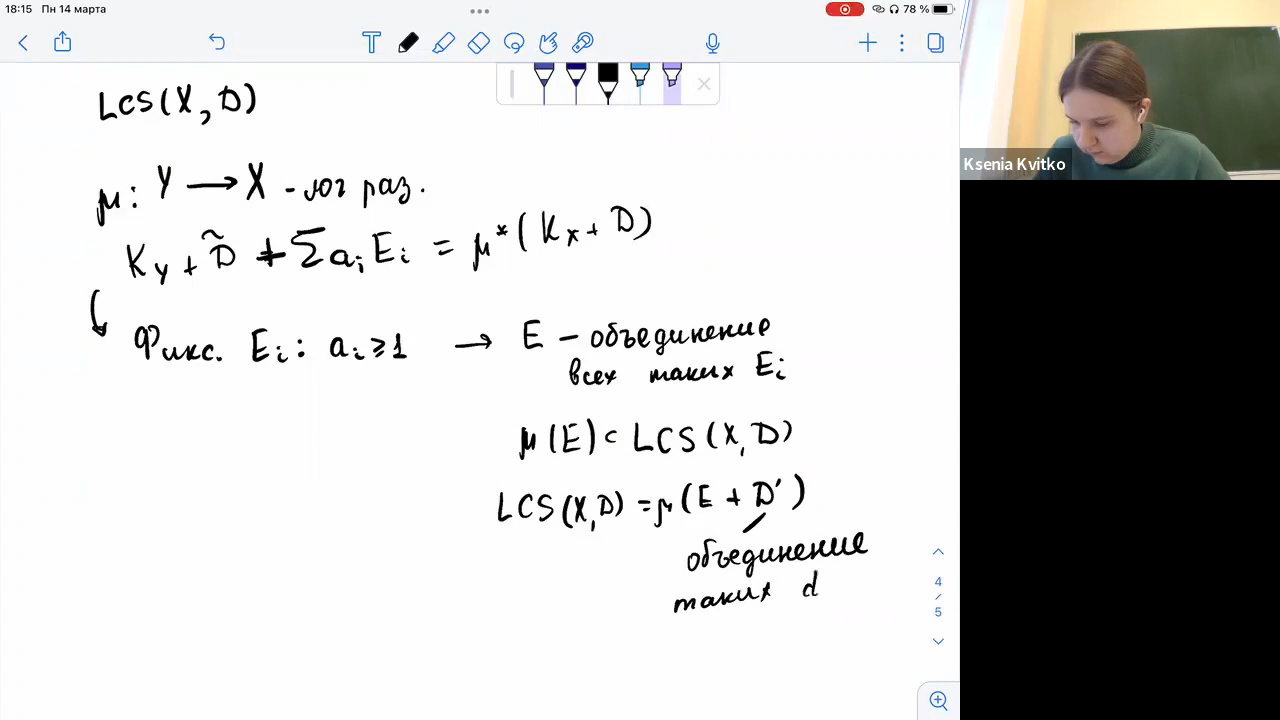 18:15 Пн 14 марта
78 %
LCS(X, D)
μ: Y → X - лог раз.
K_Y + D̃ + Σ a_i E_i = μ*(K_X + D)
Фикс. E_i: a_i ≥ 1 → E – объединение
всех таких E_i
μ(E) ⊂ LCS(X, D)
LCS(X, D) = μ(E + D')
объединение
таких d
4
/
5
Ksenia Kvitko